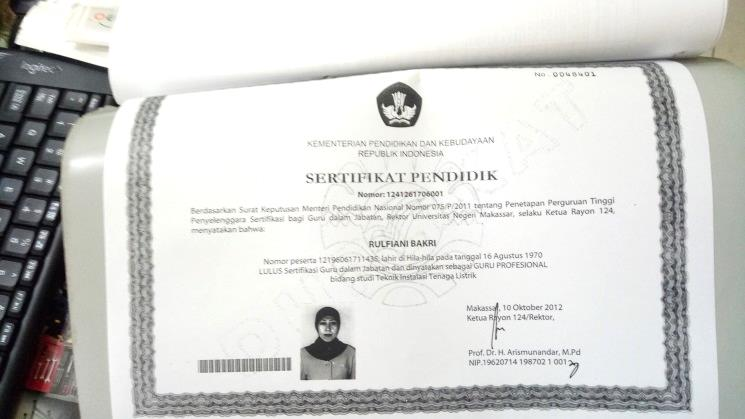 logitech
No. 0048401
KEMENTERIAN PENDIDIKAN DAN KEBUDAYAAN
REPUBLIK INDONESIA
SERTIFIKAT PENDIDIK
Nomor: 1241261706001
Berdasarkan Surat Keputusan Menteri Pendidikan Nasional Nomor 075/P/2011 tentang Penetapan Perguruan Tinggi
Penyelenggara Sertifikasi bagi Guru dalam Jabatan, Rektor Universitas Negeri Makassar, selaku Ketua Rayon 124,
menyatakan bahwa:
RULFIANI BAKRI
Nomor peserta 12196061711436, lahir di Hila-hila pada tanggal 16 Agustus 1970
LULUS Sertifikasi Guru dalam Jabatan dan dinyatakan sebagai GURU PROFESIONAL
bidang studi Teknik Instalasi Tenaga Listrik
Makassar, 10 Oktober 2012
Ketua Rayon 124/Rektor,
Prof. Dr. H. Arismunandar, M.Pd
NIP.19620714 198702 1 001